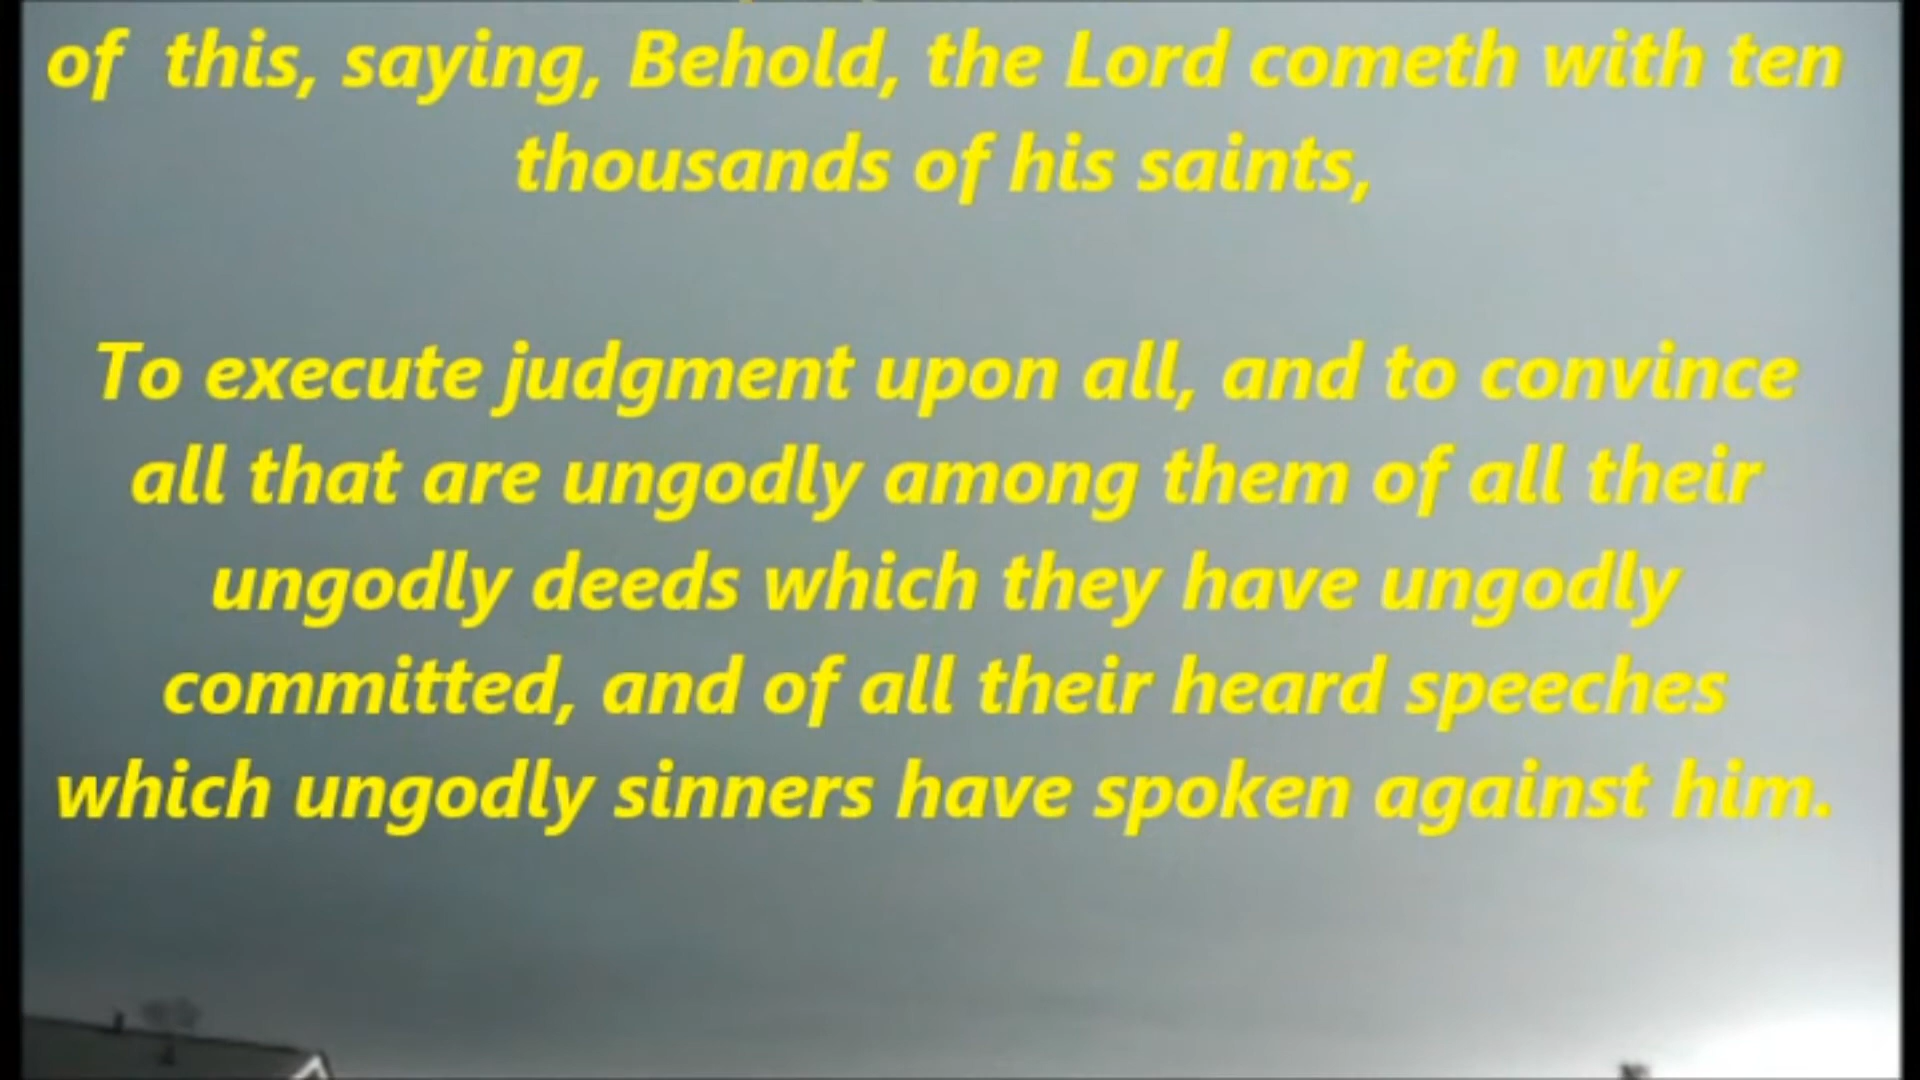 of this, saying, Behold, the Lord cometh with ten
thousands of his saints,
To execute judgment upon all, and to convince
all that are ungodly among them of all their
ungodly deeds which they have ungodly
committed, and of all their heard speeches
which ungodly sinners have spoken against him.